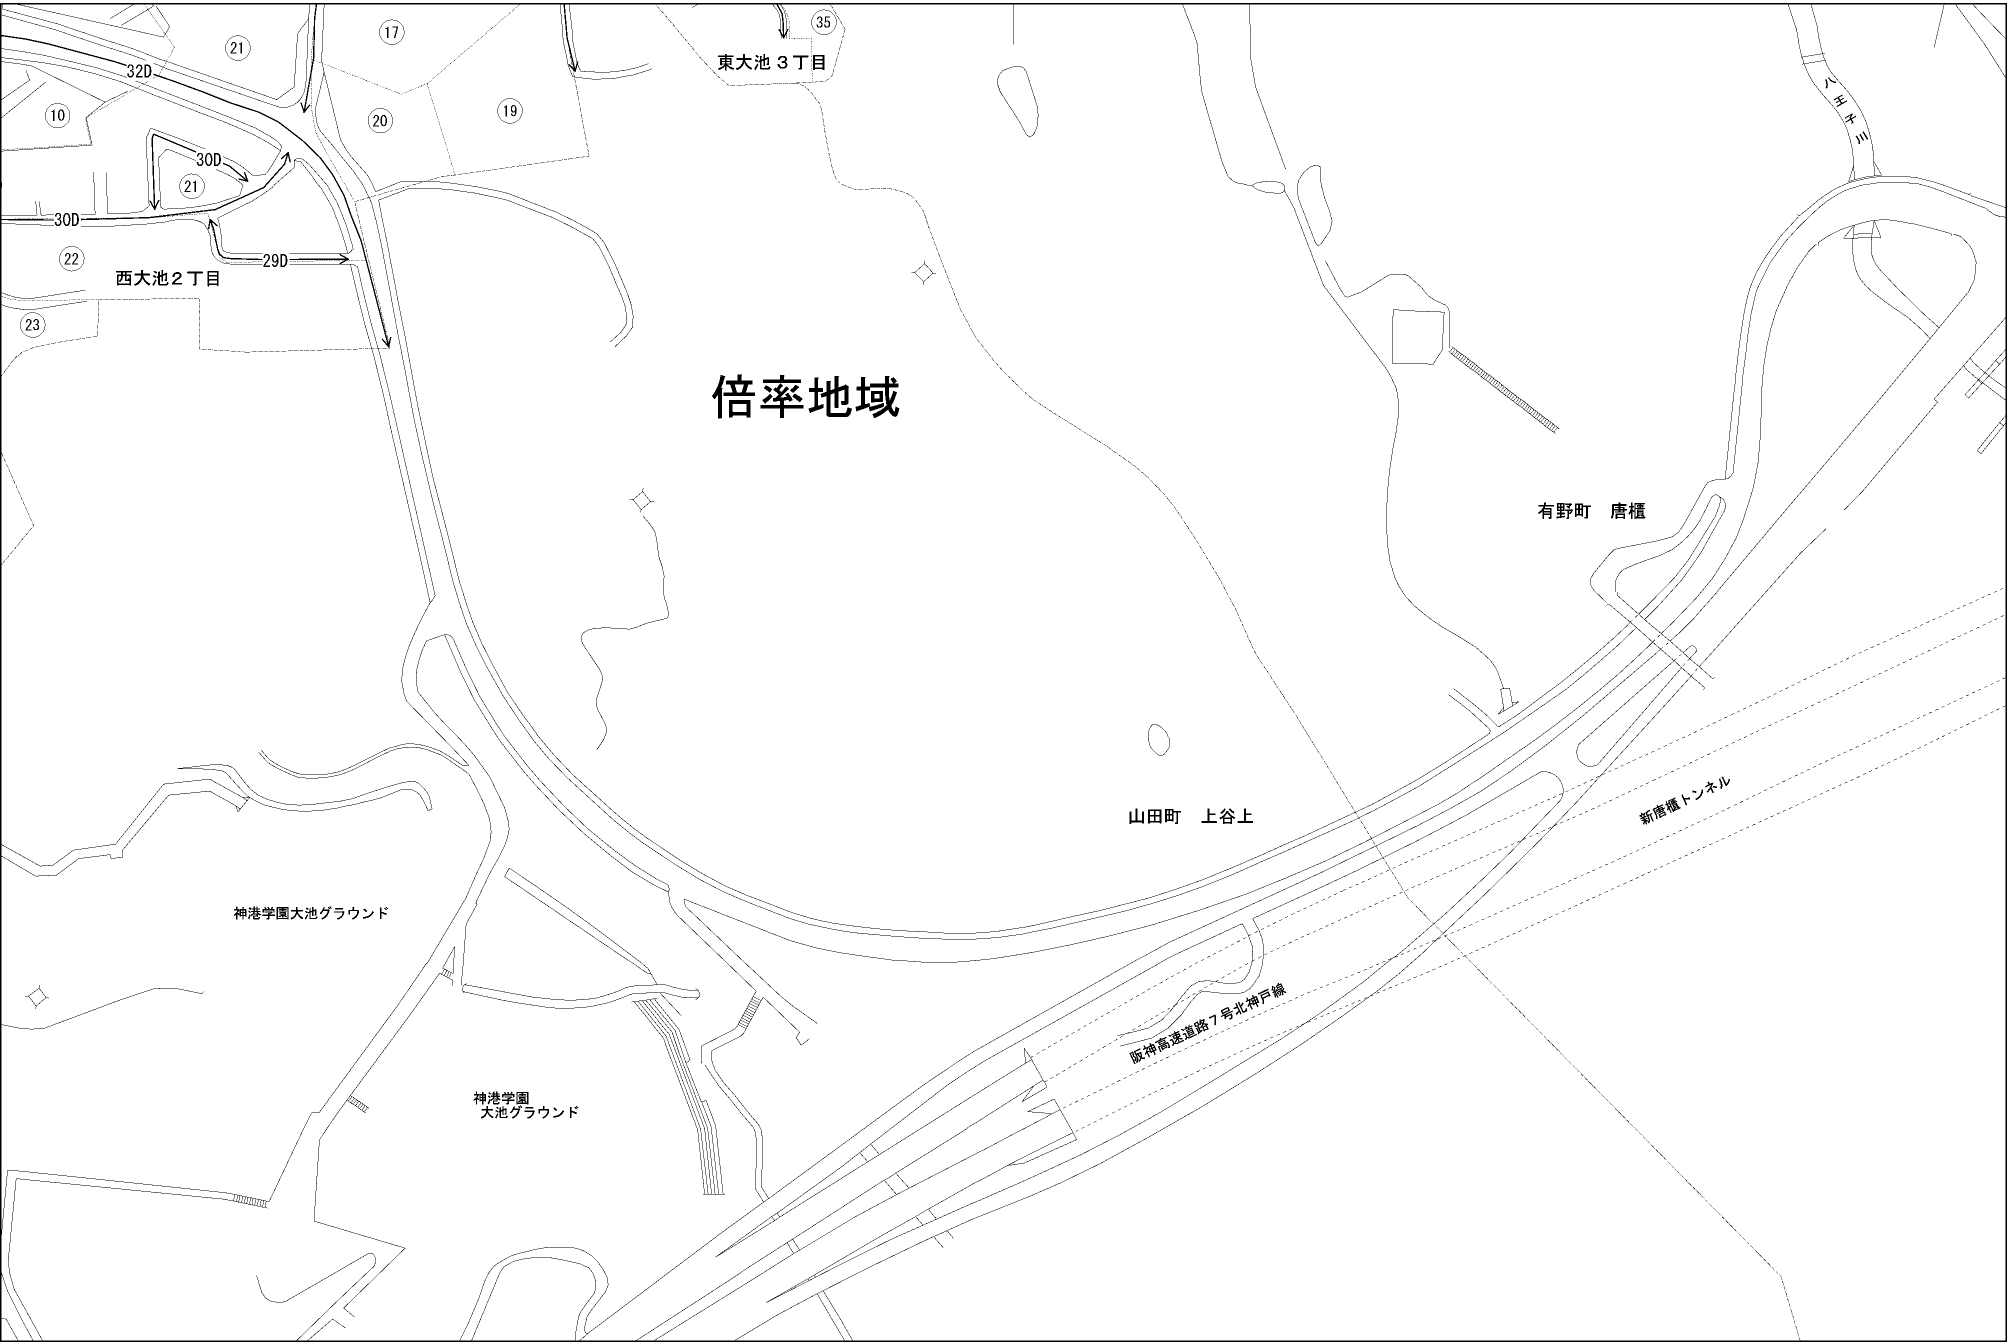 17
35
21
東大池３丁目
32D
八王子川
10
20
19
30D
21
30D
22
29D
西大池２丁目
23
倍率地域
有野町　唐櫃
新唐櫃トンネル
山田町　上谷上
神港学園大池グラウンド
阪神高速道路７号北神戸線
神港学園
大池グラウンド